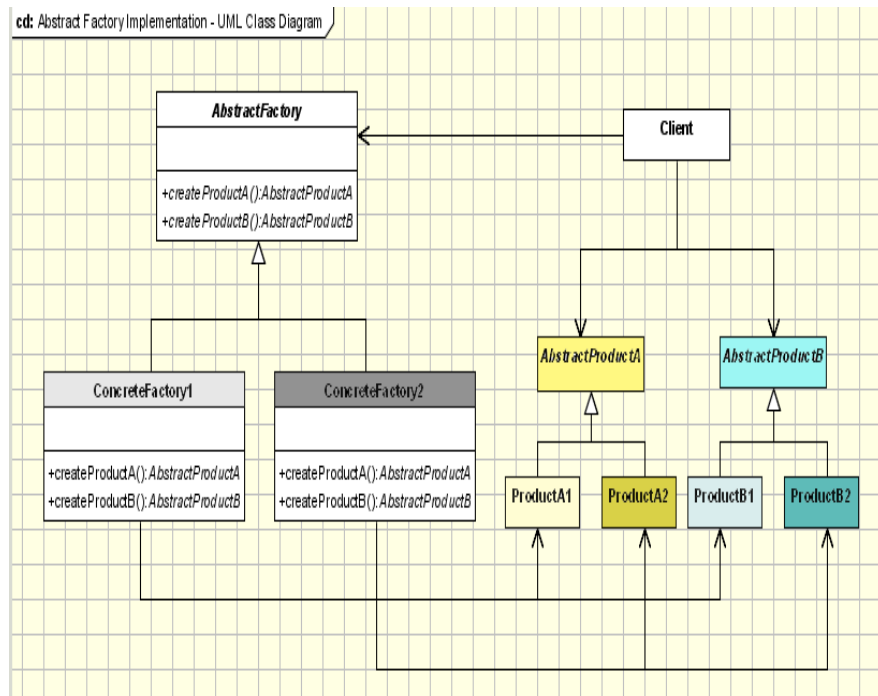 cd: Abstract Factory Implementation - UML Class Diagram
AbstractFactory
+createProductA():AbstractProductA
+createProductB():AbstractProductB
Client
AbstractProductA
AbstractProductB
ConcreteFactory1
+createProductA():AbstractProductA
+createProductB():AbstractProductB
ConcreteFactory2
+createProductA():AbstractProductA
+createProductB():AbstractProductB
ProductA1
ProductA2
ProductB1
ProductB2